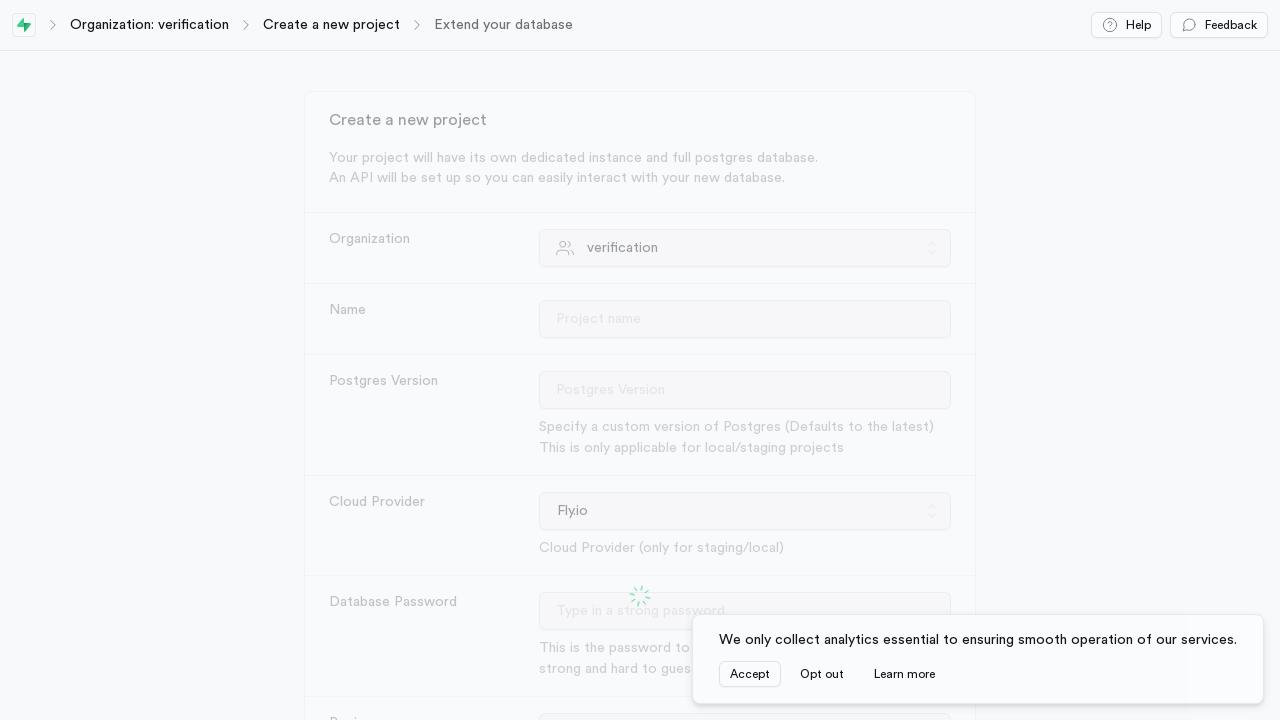 Organization: verification
Create a new project
Extend your database
Help
Feedback
Create a new project
Your project will have its own dedicated instance and full postgres database.
An API will be set up so you can easily interact with your new database.
Organization
verification
Name
Project name
Postgres Version
Postgres Version
Specify a custom version of Postgres (Defaults to the latest)
This is only applicable for local/staging projects
Cloud Provider
Fly.io
Cloud Provider (only for staging/local)
Database Password
Type in a strong password
This is the password to
strong and hard to gues
We only collect analytics essential to ensuring smooth operation of our services.
Accept
Opt out
Learn more